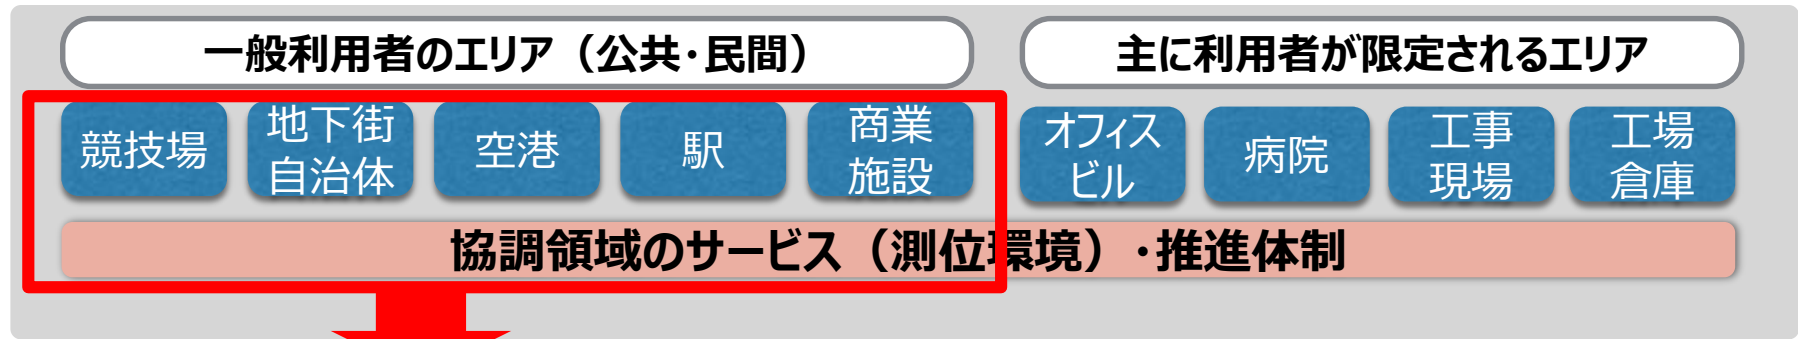 一般利用者のエリア（公共・民間）
主に利用者が限定されるエリア
競技場
地下街
自治体
空港
駅
商業
施設
オフィス
ビル
病院
工事
現場
工場
倉庫
協調領域のサービス（測位環境）・推進体制